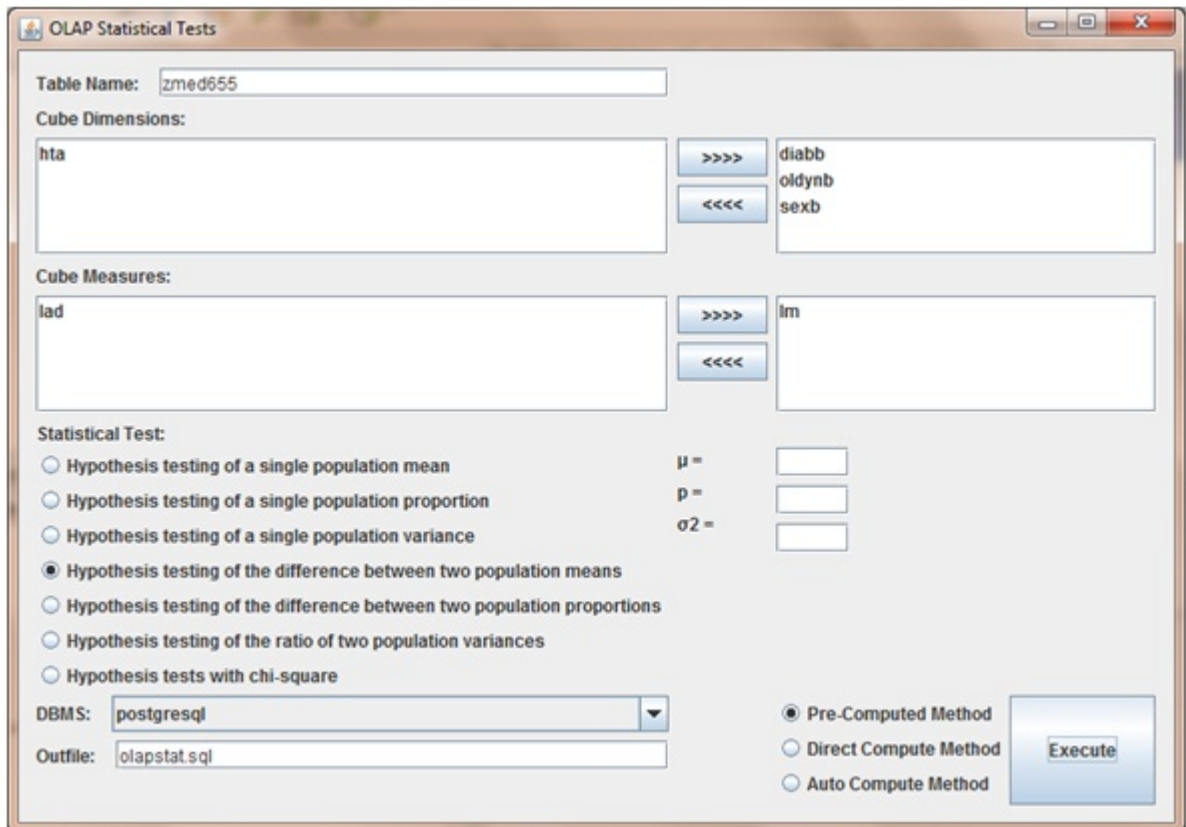 OLAP Statistical Tests
Table Name: zmed655
Cube Dimensions:
hta
>>>>
<<<<
diabb
oldynb
sexb
Cube Measures:
lad
>>>>
<<<<
lm
Statistical Test:
Hypothesis testing of a single population mean
Hypothesis testing of a single population proportion
Hypothesis testing of a single population variance
Hypothesis testing of the difference between two population means
Hypothesis testing of the difference between two population proportions
Hypothesis testing of the ratio of two population variances
Hypothesis tests with chi-square
μ =
p =
σ2 =
DBMS: postgresql
Outfile: olapstat.sql
Pre-Computed Method
Direct Compute Method
Auto Compute Method
Execute